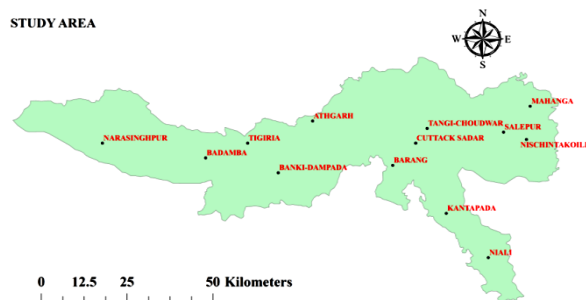 STUDY AREA
N
W E
S
MAHANGA
ATHGARH
TANGI-CHOUDWAR
SALEPUR
NARASINGHPUR
TIGIRIA
CUTTACK SADAR
NISCHINTAKOILI
BADAMBA
BARANG
BANKI-DAMPADA
KANTAPADA
NIALI
0 12.5 25 50 Kilometers